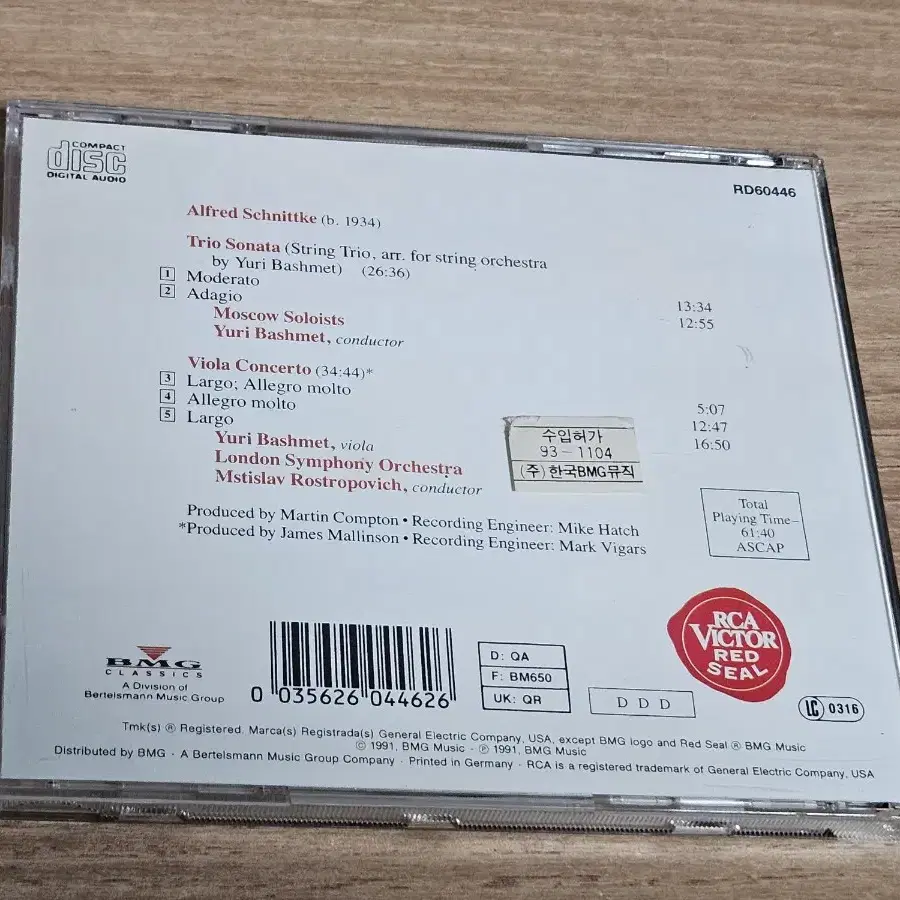 COMPACT
disc
DIGITAL AUDIO
RD60446
Alfred Schnittke (b. 1934)
Trio Sonata (String Trio, arr. for string orchestra
by Yuri Bashmet) (26:36)
1 Moderato 13:34
2 Adagio 12:55
Moscow Soloists
Yuri Bashmet, conductor
Viola Concerto (34:44)*
3 Largo; Allegro molto 5:07
4 Allegro molto 12:47
5 Largo 16:50
Yuri Bashmet, viola
London Symphony Orchestra
Mstislav Rostropovich, conductor
수입허가
93-1104
(주)한국BMG뮤직
Produced by Martin Compton • Recording Engineer: Mike Hatch
*Produced by James Mallinson • Recording Engineer: Mark Vigars
Total
Playing Time–
61:40
ASCAP
RCA
VICTOR
RED
SEAL
BMG
CLASSICS
A Division of
Bertelsmann Music Group
0 035626 044626
D: QA
F: BM650
UK: QR
D D D
LC 0316
Tmk(s) ® Registered. Marca(s) Registrada(s) General Electric Company, USA, except BMG logo and Red Seal ® BMG Music
© 1991, BMG Music · ℗ 1991, BMG Music
Distributed by BMG · A Bertelsmann Music Group Company · Printed in Germany · RCA is a registered trademark of General Electric Company, USA